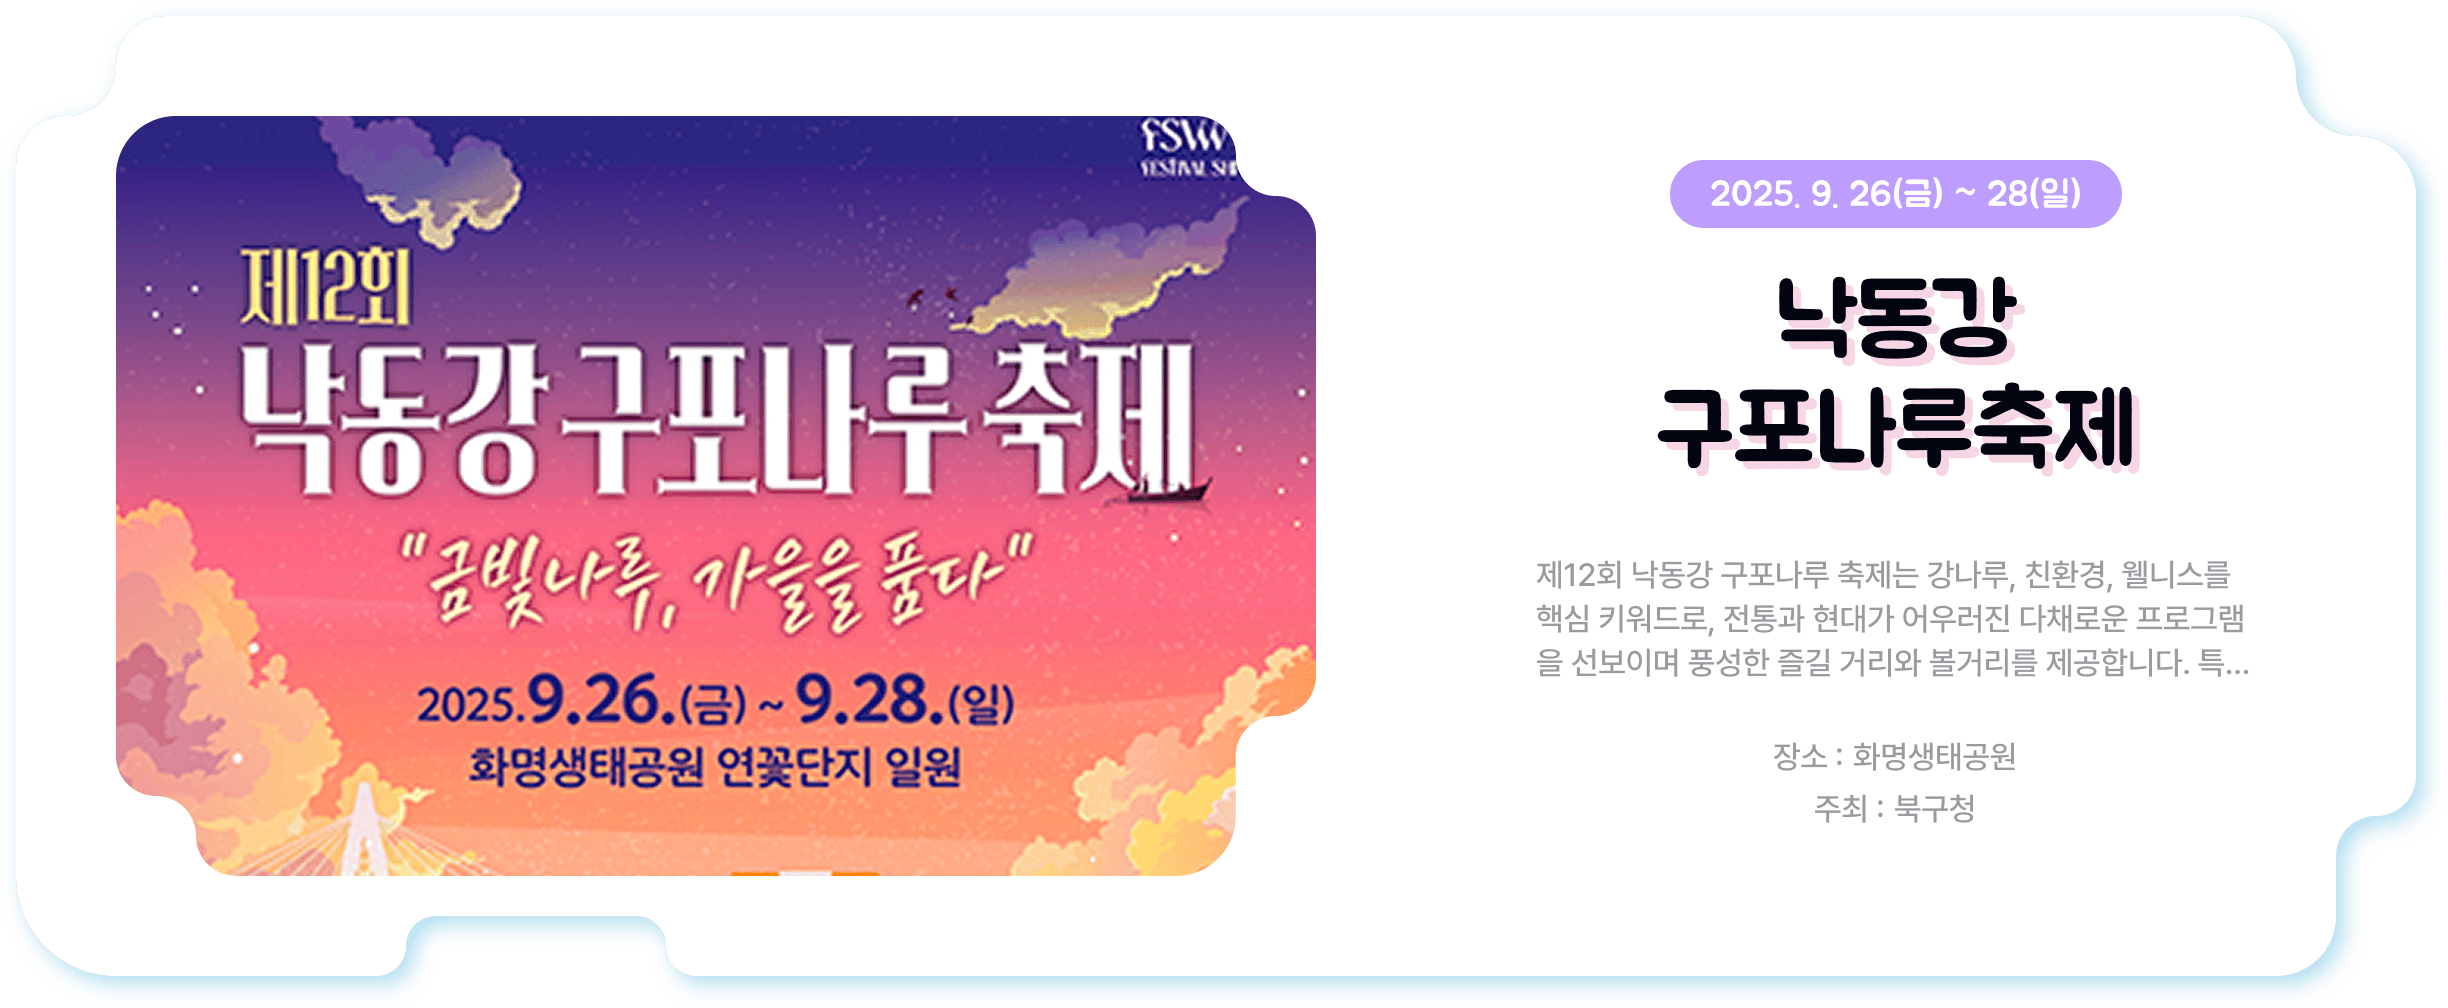 제12회
낙동강 구포나루 축제
"금빛나루, 가을을 품다"
2025.9.26.(금) ~ 9.28.(일)
화명생태공원 연꽃단지 일원
2025. 9. 26(금) ~ 28(일)
낙동강
구포나루축제
제12회 낙동강 구포나루 축제는 강나루, 친환경, 웰니스를
핵심 키워드로, 전통과 현대가 어우러진 다채로운 프로그램
을 선보이며 풍성한 즐길 거리와 볼거리를 제공합니다. 특...
장소 : 화명생태공원
주최 : 북구청